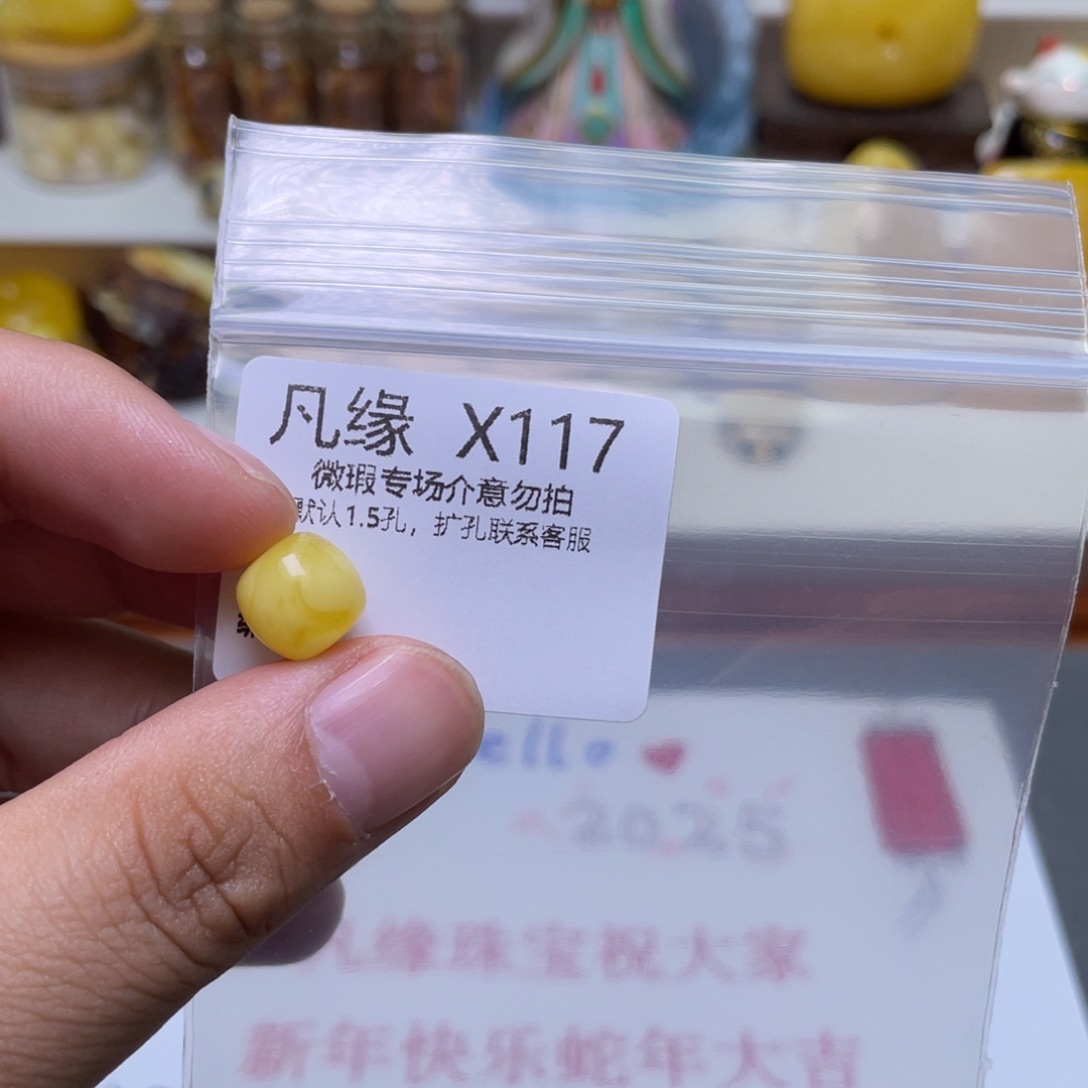 凡缘 X117
微瑕专场介意勿拍
默认1.5孔，扩孔联系客服
ello
2025
凡缘珠宝祝大家
新年快乐蛇年大吉